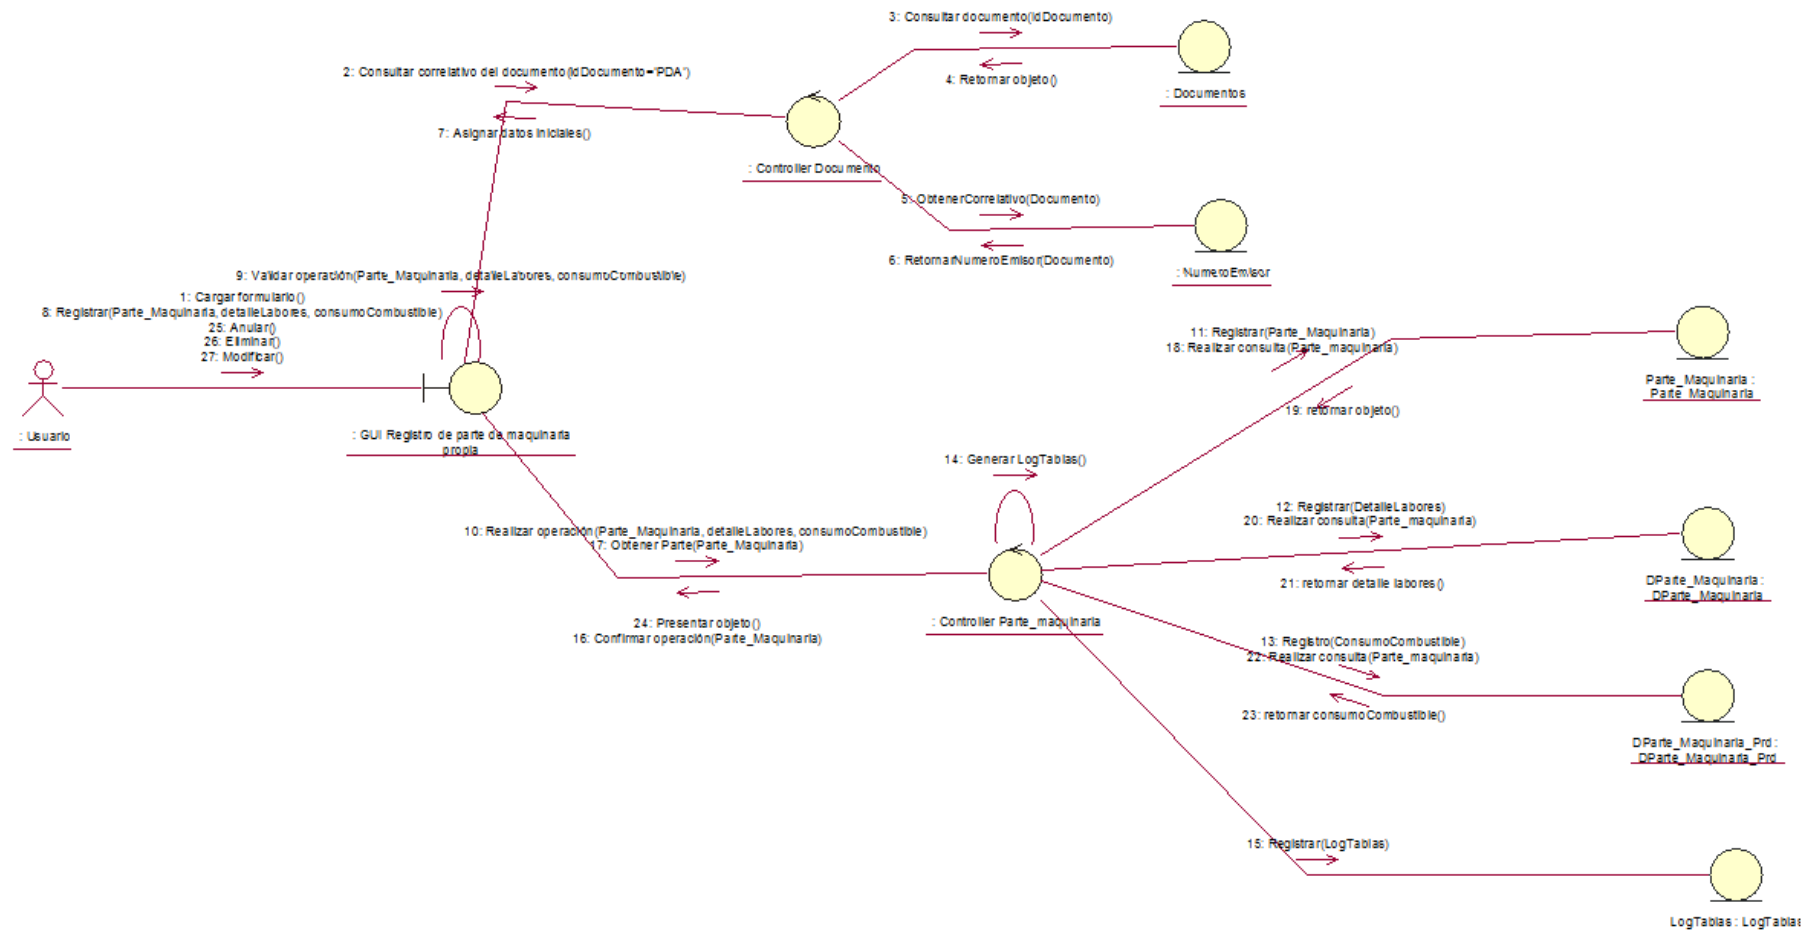 3: Consultar documento(idDocumento)
4: Retornar objeto()
: Documentos
2: Consultar correlativo del documento(idDocumento="PDA")
7: Asignar datos iniciales()
: Controller Documento
5: ObtenerCorrelativo(Documento)
6: RetornarNumeroEmisor(Documento)
: NumeroEmisor
9: Validar operación(Parte_Maquinaria, detalleLabores, consumoCombustible)
1: Cargar formulario()
8: Registrar(Parte_Maquinaria, detalleLabores, consumoCombustible)
25: Anular()
26: Eliminar()
27: Modificar()
: Usuario
: GUI Registro de parte de maquinaria
propia
11: Registrar(Parte_Maquinaria)
18: Realizar consulta(Parte_maquinaria)
19: retornar objeto()
Parte_Maquinaria :
Parte_Maquinaria
14: Generar LogTablas()
10: Realizar operación(Parte_Maquinaria, detalleLabores, consumoCombustible)
17: Obtener Parte(Parte_Maquinaria)
24: Presentar objeto()
16: Confirmar operación(Parte_Maquinaria)
: Controller Parte_maquinaria
12: Registrar(DetalleLabores)
20: Realizar consulta(Parte_maquinaria)
21: retornar detalle labores()
DParte_Maquinaria :
DParte_Maquinaria
13: Registro(ConsumoCombustible)
22: Realizar consulta(Parte_maquinaria)
23: retornar consumoCombustible()
DParte_Maquinaria_Prd :
DParte_Maquinaria_Prd
15: Registrar(LogTablas)
LogTablas : LogTablas